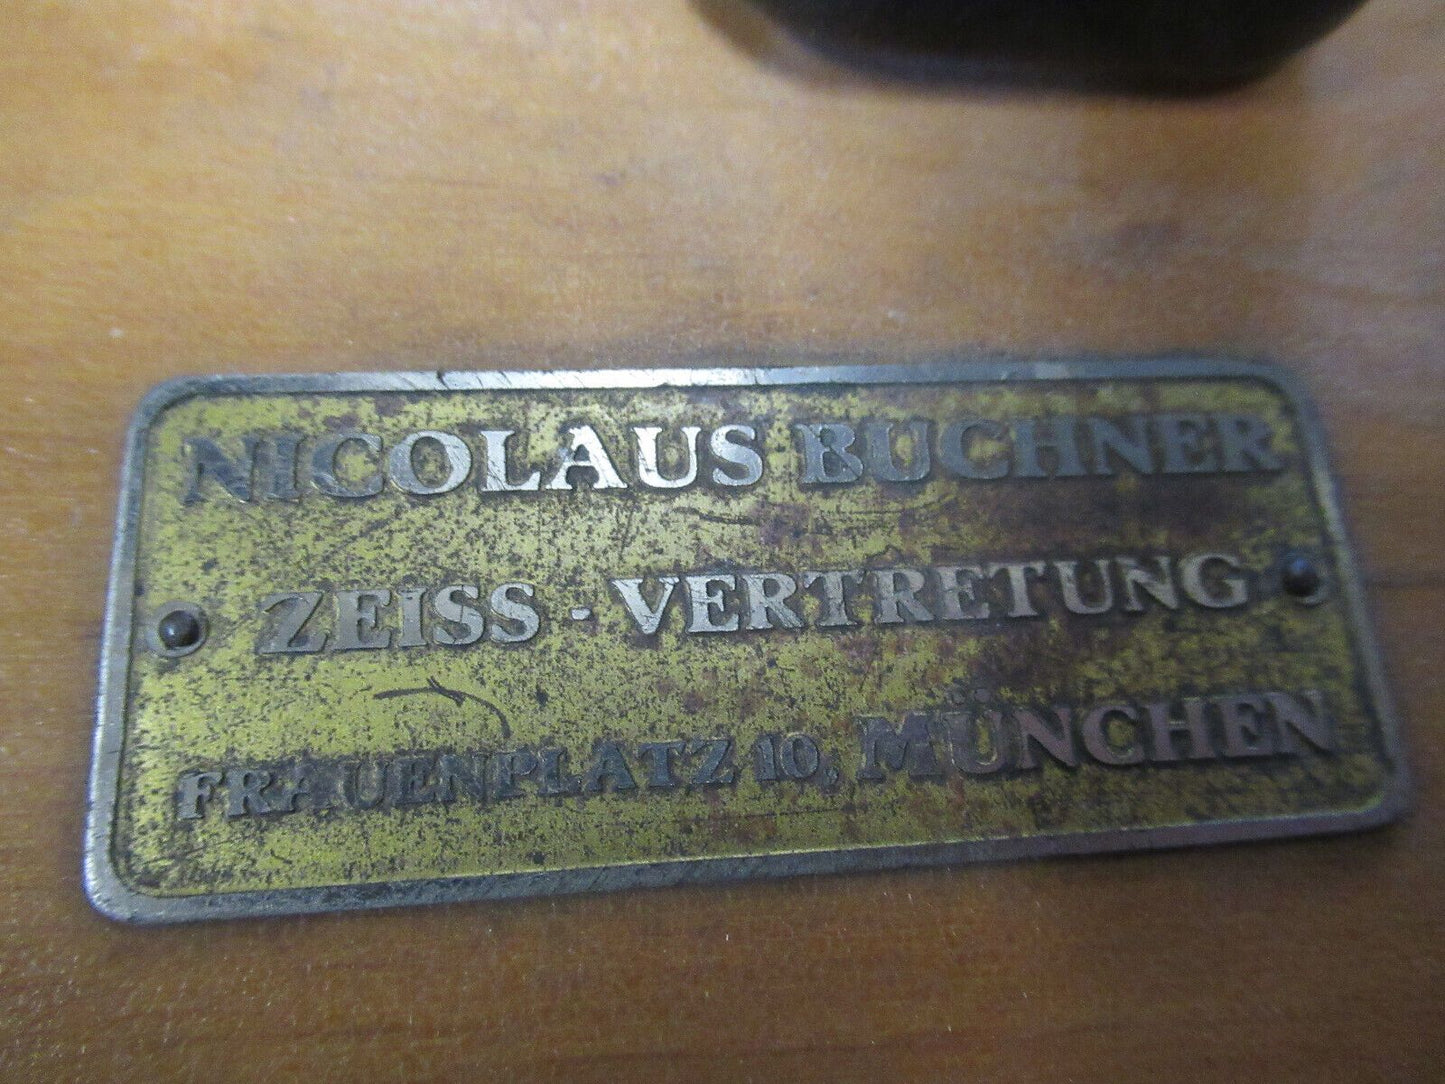 NICOLAUS BUCHNER
ZEISS - VERTRETUNG
FRAUENPLATZ 10, MÜNCHEN